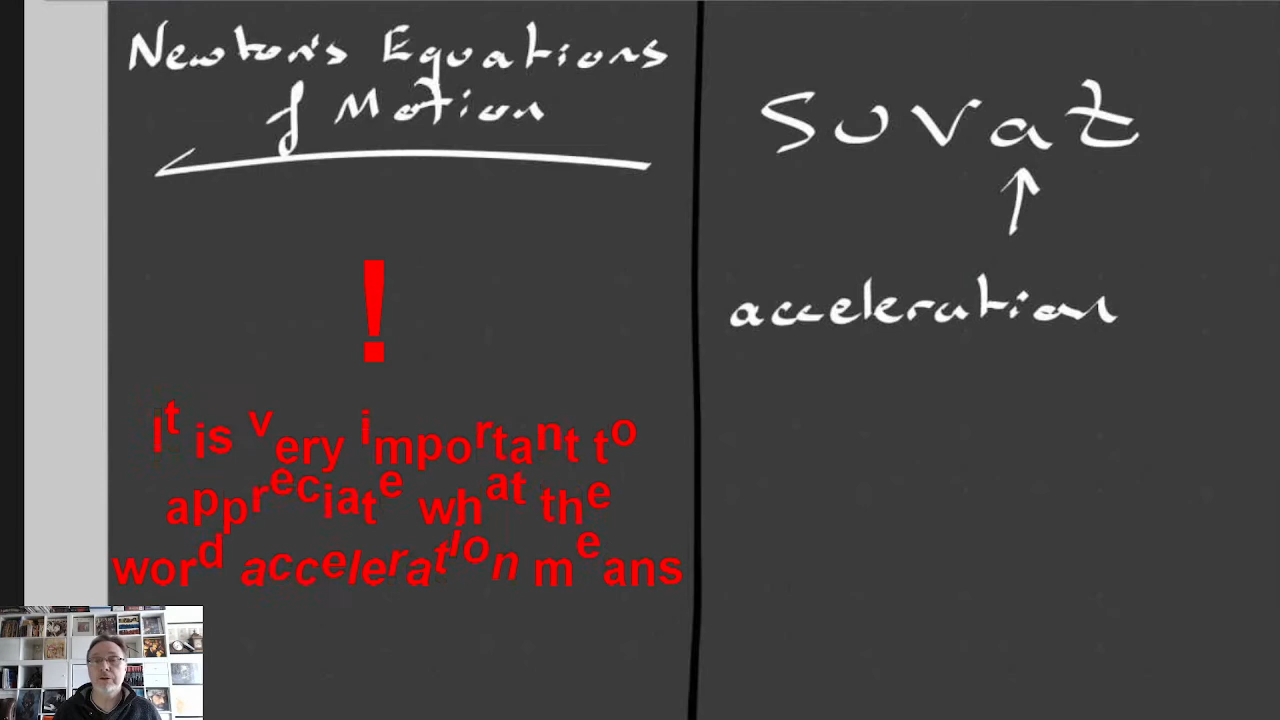 Newton's Equations
of Motion
!
It is very important to
appreciate what the
word acceleration means
suvat
acceleration